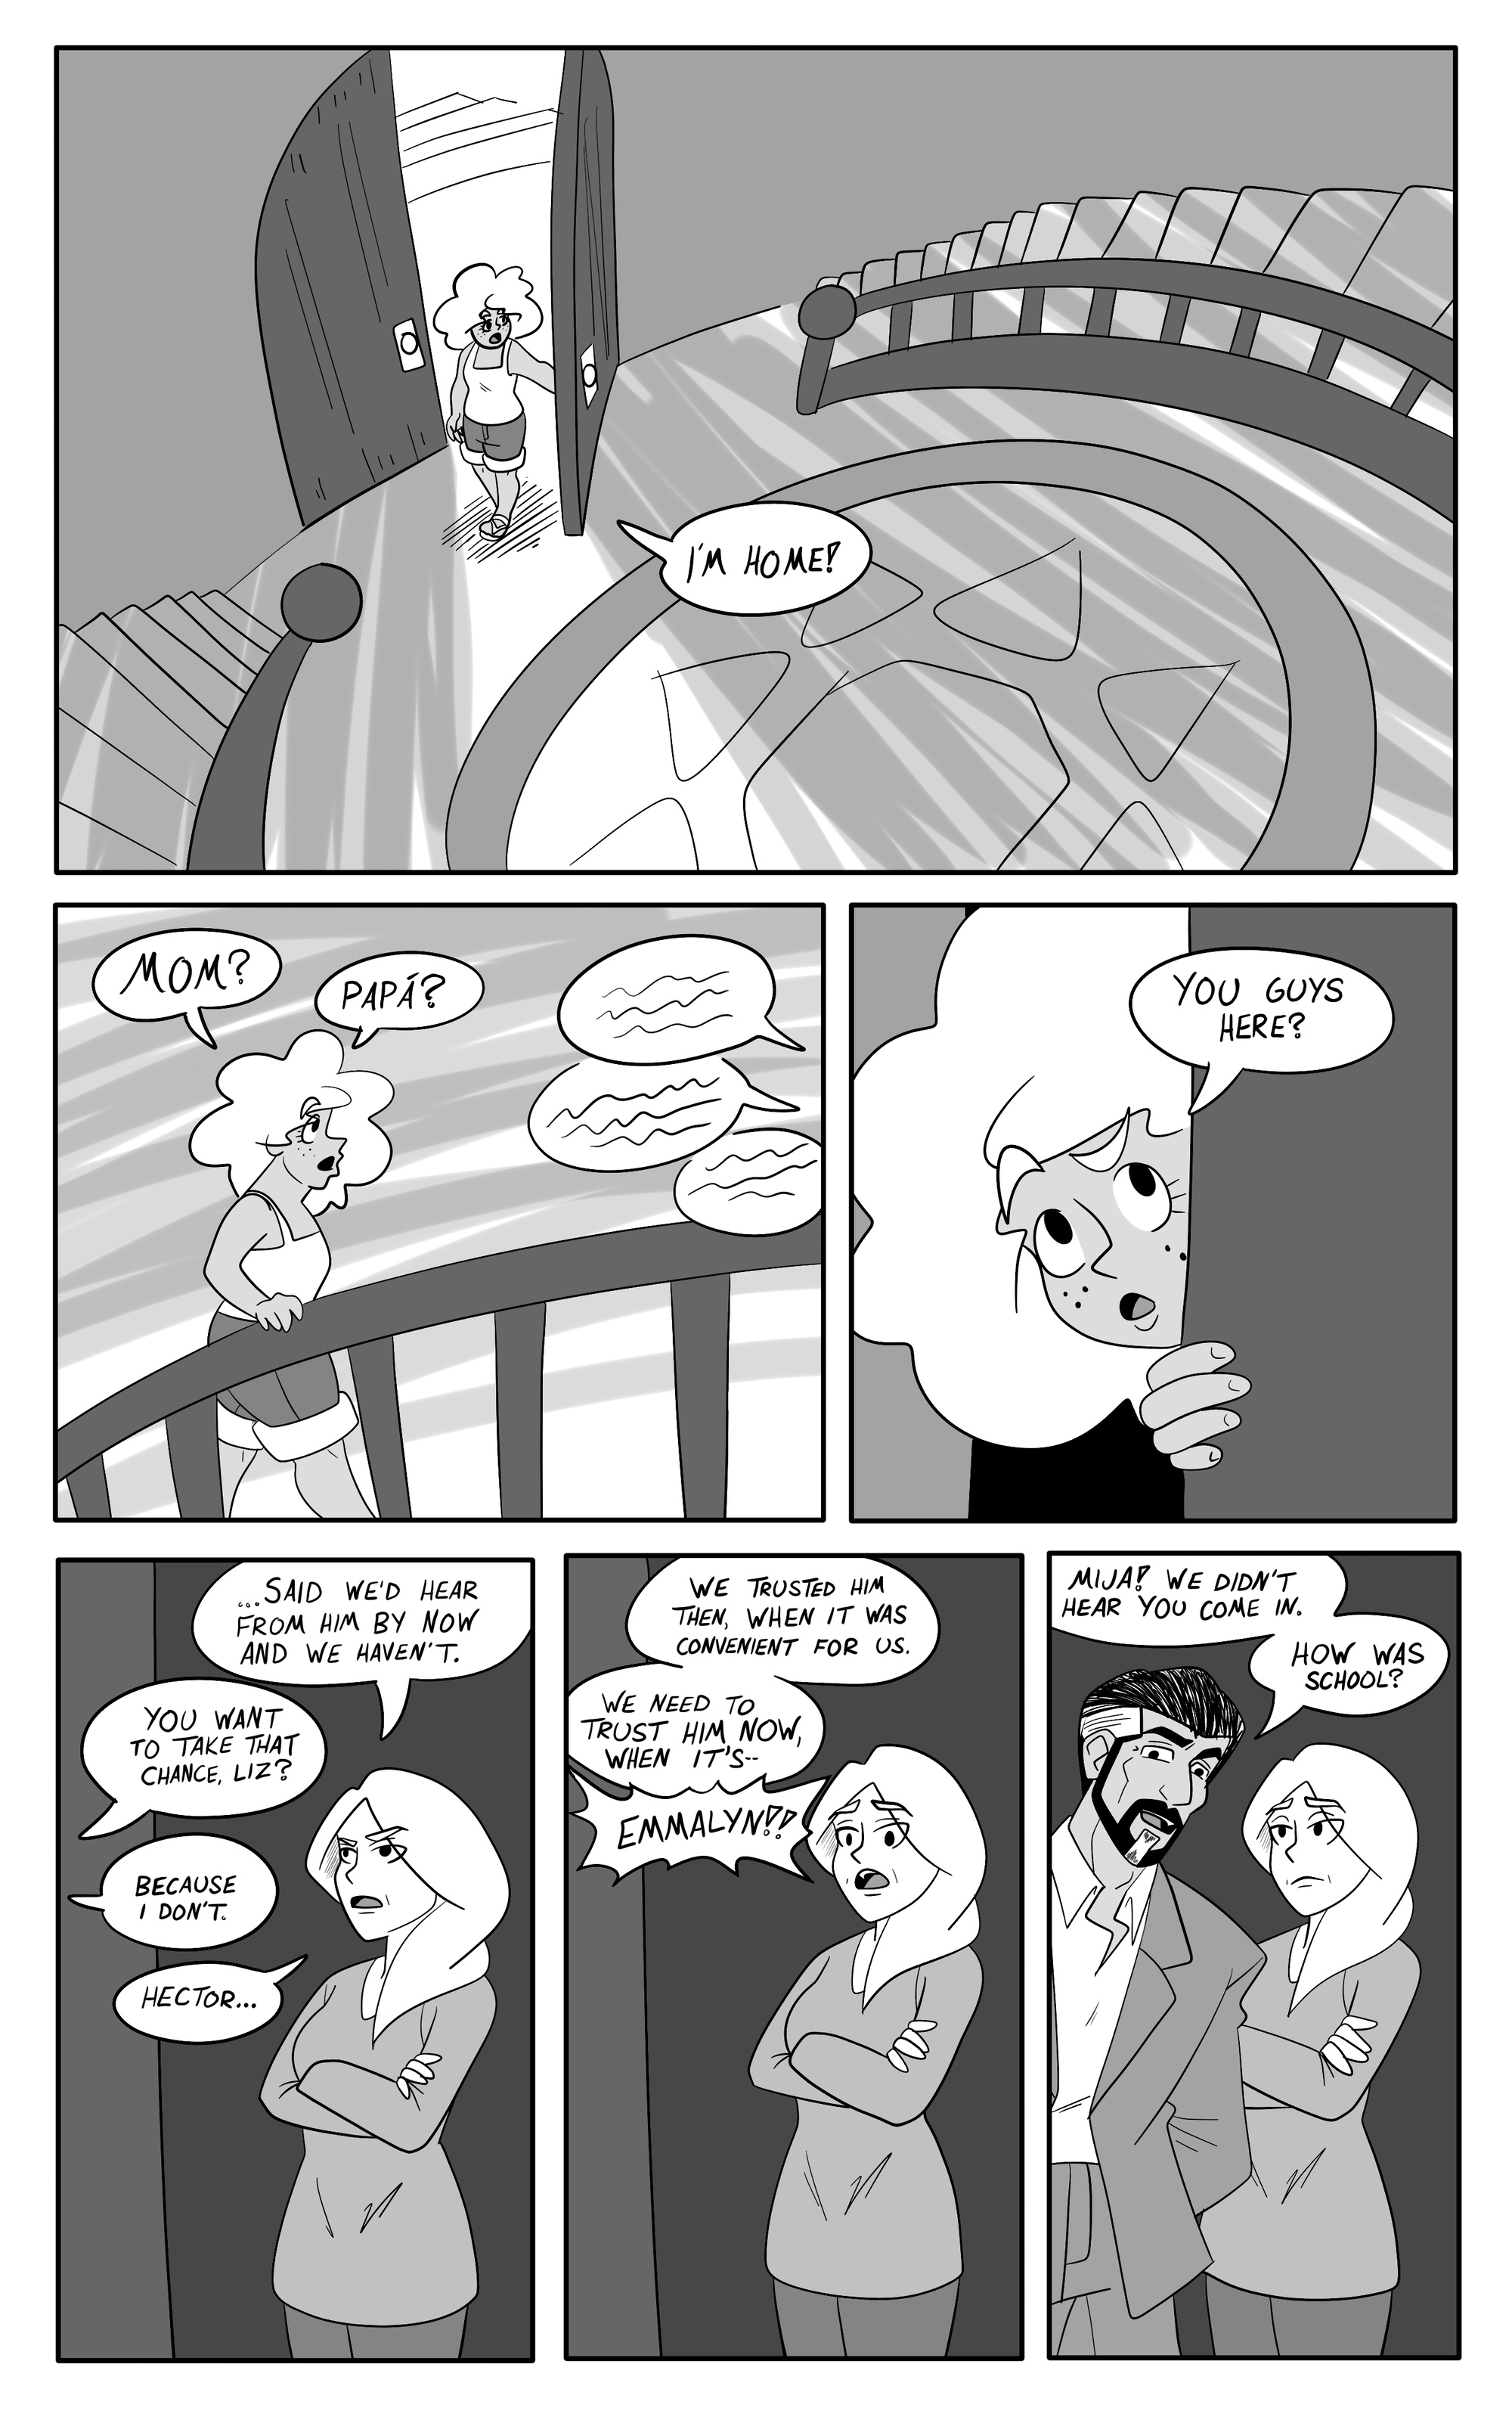 I'M HOME!
MOM?
PAPÁ?
YOU GUYS
HERE?
...SAID WE'D HEAR
FROM HIM BY NOW
AND WE HAVEN'T.
YOU WANT
TO TAKE THAT
CHANCE, LIZ?
BECAUSE
I DON'T.
HECTOR...
WE TRUSTED HIM
THEN, WHEN IT WAS
CONVENIENT FOR US.
WE NEED TO
TRUST HIM NOW,
WHEN IT'S--
EMMALYN!!
MIJA! WE DIDN'T
HEAR YOU COME IN.
HOW WAS
SCHOOL?